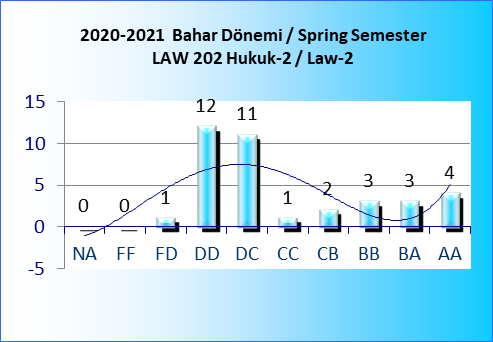 2020-2021  Bahar Dönemi / Spring Semester
LAW 202 Hukuk-2 / Law-2
15
10
5
0
-5
0 0 1 12 11 1 2 3 3 4
NA FF FD DD DC CC CB BB BA AA